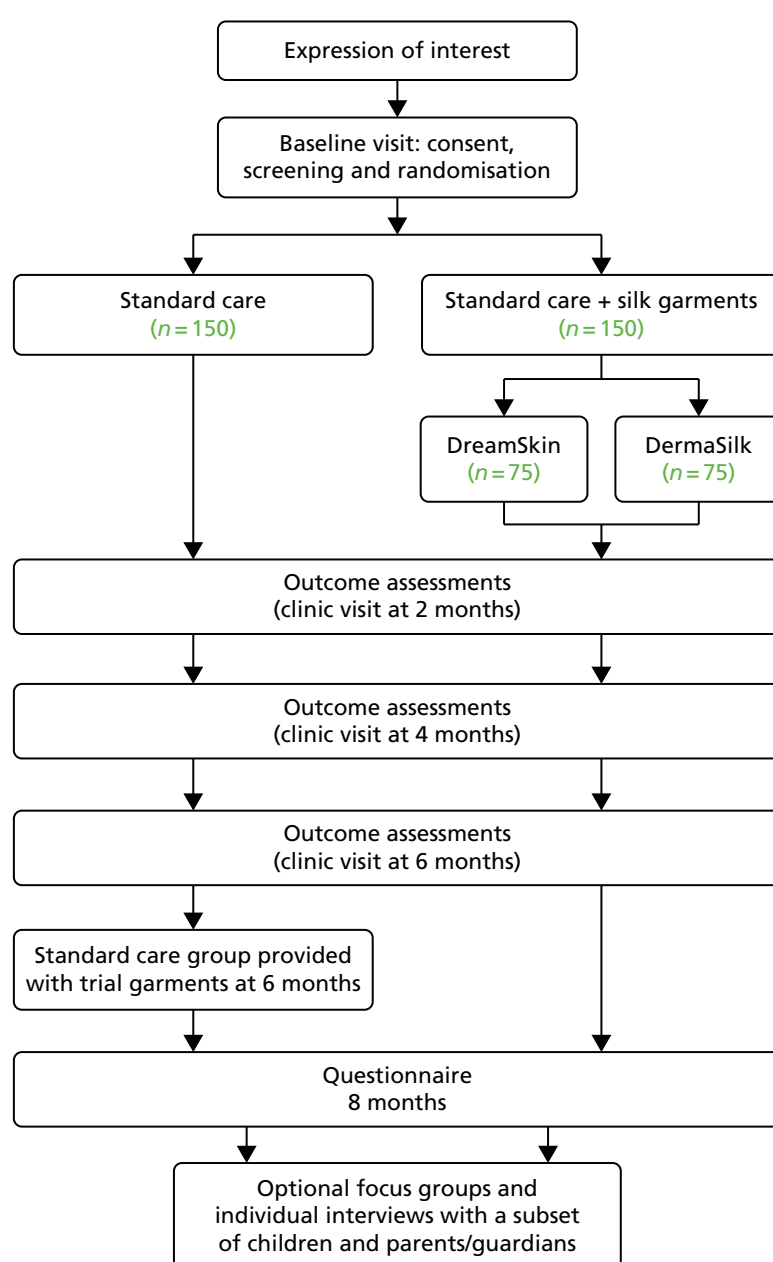 Expression of interest
Baseline visit: consent,
screening and randomisation
Standard care
(n=150)
Standard care + silk garments
(n=150)
DreamSkin
(n=75)
DermaSilk
(n=75)
Outcome assessments
(clinic visit at 2 months)
Outcome assessments
(clinic visit at 4 months)
Outcome assessments
(clinic visit at 6 months)
Standard care group provided
with trial garments at 6 months
Questionnaire
8 months
Optional focus groups and
individual interviews with a subset
of children and parents/guardians